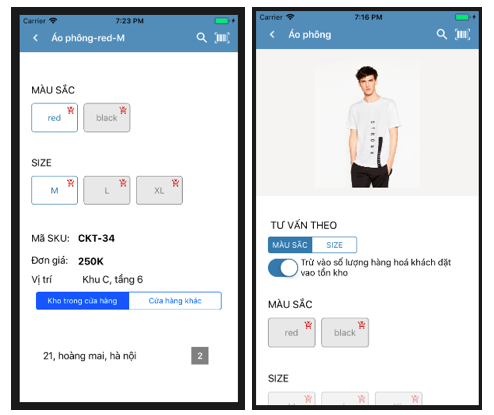 Carrier 7:23 PM
Áo phông-red-M
MÀU SẮC
red black
SIZE
M L XL
Mã SKU: CKT-34
Đơn giá: 250K
Vị trí Khu C, tầng 6
Kho trong cửa hàng Cửa hàng khác
21, hoàng mai, hà nội 2
Carrier 7:16 PM
Áo phông
STROKE
TƯ VẤN THEO
MÀU SẮC SIZE
Trừ vào số lượng hàng hoá khách đặt
vao tồn kho
MÀU SẮC
red black
SIZE